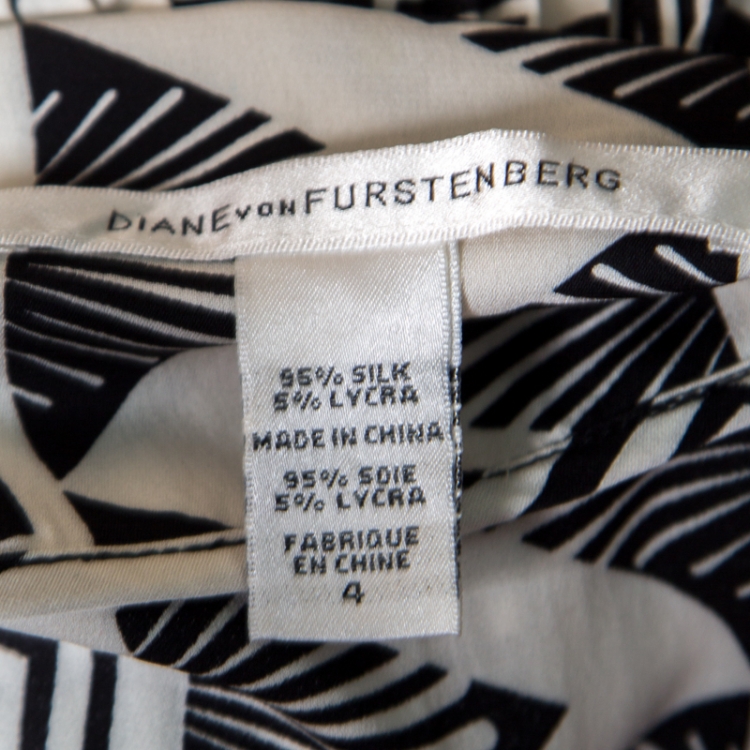 DIANE von FURSTENBERG
95% SILK
5% LYCRA
MADE IN CHINA
95% SOIE
5% LYCRA
FABRIQUE
EN CHINE
4